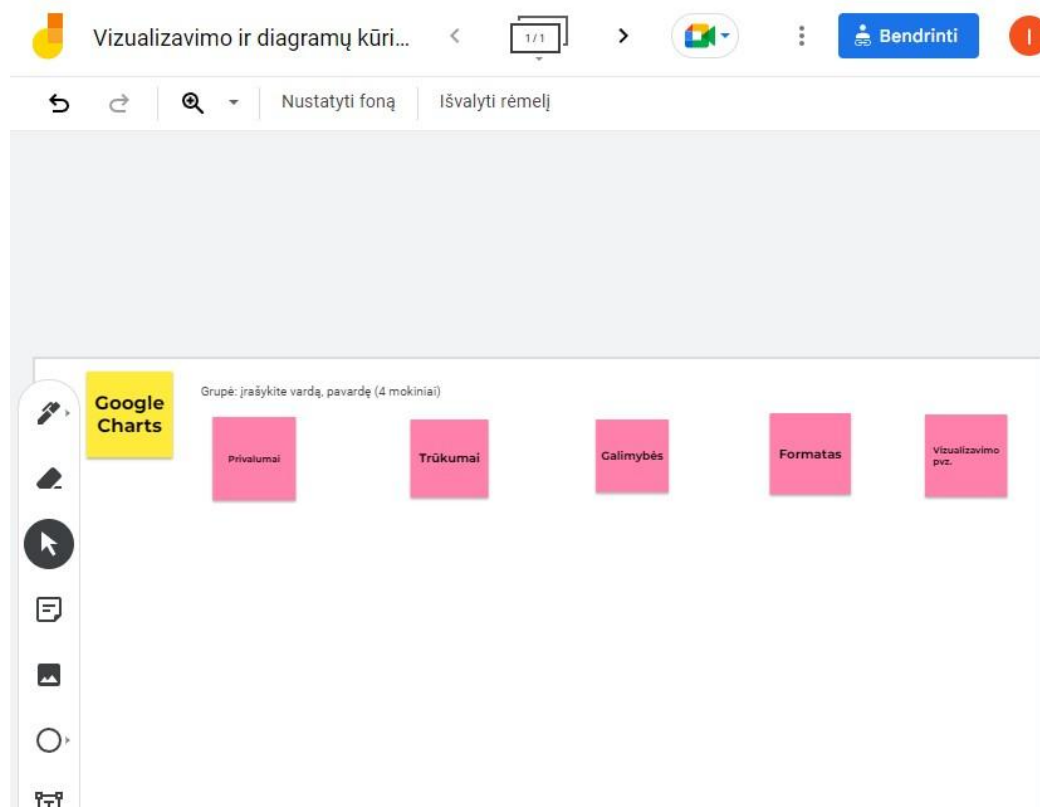 Vizualizavimo ir diagramų kūri...
1/1
Bendrinti
I
Nustatyti foną
Išvalyti rėmelį
Google
Charts
Grupė: įrašykite vardą, pavardę (4 mokiniai)
Privalumai
Trūkumai
Galimybės
Formatas
Vizualizavimo
pvz.